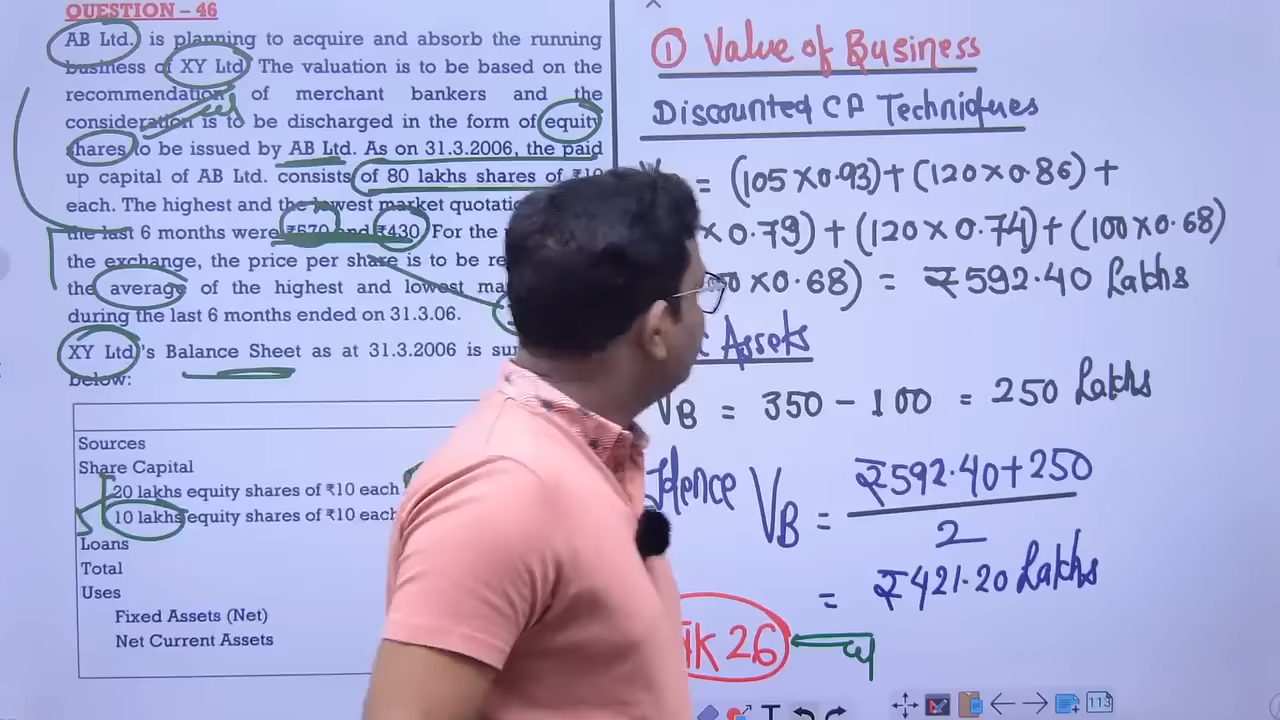 QUESTION – 46
AB Ltd. is planning to acquire and absorb the running
business of XY Ltd. The valuation is to be based on the
recommendation of merchant bankers and the
consideration is to be discharged in the form of equity
shares to be issued by AB Ltd. As on 31.3.2006, the paid
up capital of AB Ltd. consists of 80 lakhs shares of ₹10
each. The highest and the lowest market
the last 6 months were ₹570 and ₹430. For the
the exchange, the price per share is to be
the average of the highest and lowest
during the last 6 months ended on 31.3.06.
XY Ltd.'s Balance Sheet as at 31.3.2006 is
below:
Sources
Share Capital
20 lakhs equity shares of ₹10 each
10 lakhs equity shares of ₹10 each
Loans
Total
Uses
Fixed Assets (Net)
Net Current Assets
① Value of Business
Discounted CF Techniques
= (105×0.93)+(120×0.86)+
×0.79)+(120×0.74)+(100×0.68)
×0.68) = ₹592.40 Lakhs
Assets
VB = 350 - 100 = 250 Lakhs
Hence VB = ₹592.40+250
2
= ₹421.20 Lakhs
K 26
113